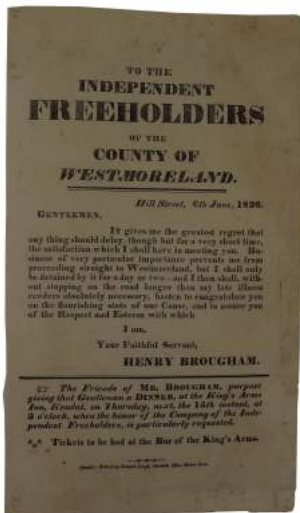 TO THE
INDEPENDENT
FREEHOLDERS
OF THE
COUNTY OF
WESTMORELAND.
Hill Street, 6th June, 1826.
GENTLEMEN,
IT gives me the greatest regret that
any thing should delay, though but for a very short time,
the satisfaction which I shall have in meeting you. Bu-
siness of very particular importance prevents me from
proceeding straight to Westmoreland, but I shall only
be detained by it for a day or two—and I then shall, with-
out stopping on the road longer than my late illness
renders absolutely necessary, hasten to congratulate you
on the flourishing state of our Cause, and to assure you
of the Respect and Esteem with which
I am,
Your Faithful Servant,
HENRY BROUGHAM.
The Friends of MR. BROUGHAM, purpose
giving that Gentleman a DINNER, at the King's Arms
Inn, Kendal, on Thursday, next, the 15th instant, at
3 o'clock, when the honor of the Company of the Inde-
pendent Freeholders, is particularly requested.
*** Tickets to be had at the Bar of the King's Arms.